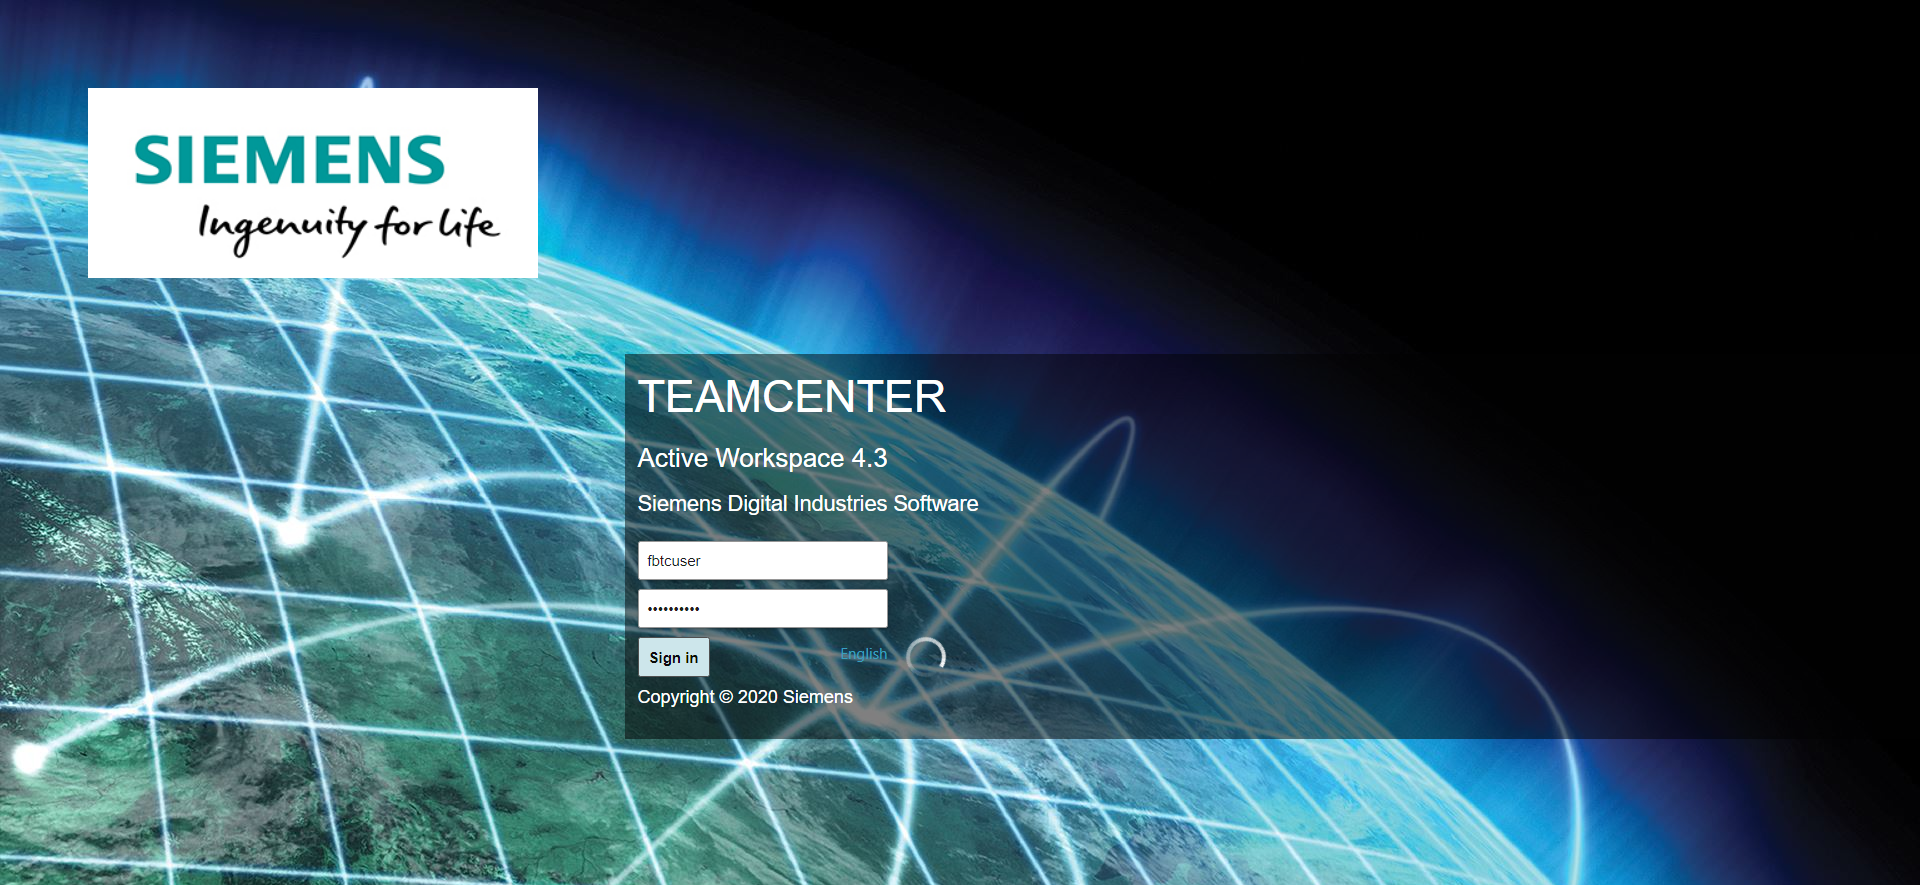 SIEMENS
Ingenuity for life
TEAMCENTER
Active Workspace 4.3
Siemens Digital Industries Software
fbtcuser
••••••••••
Sign in
English
Copyright © 2020 Siemens